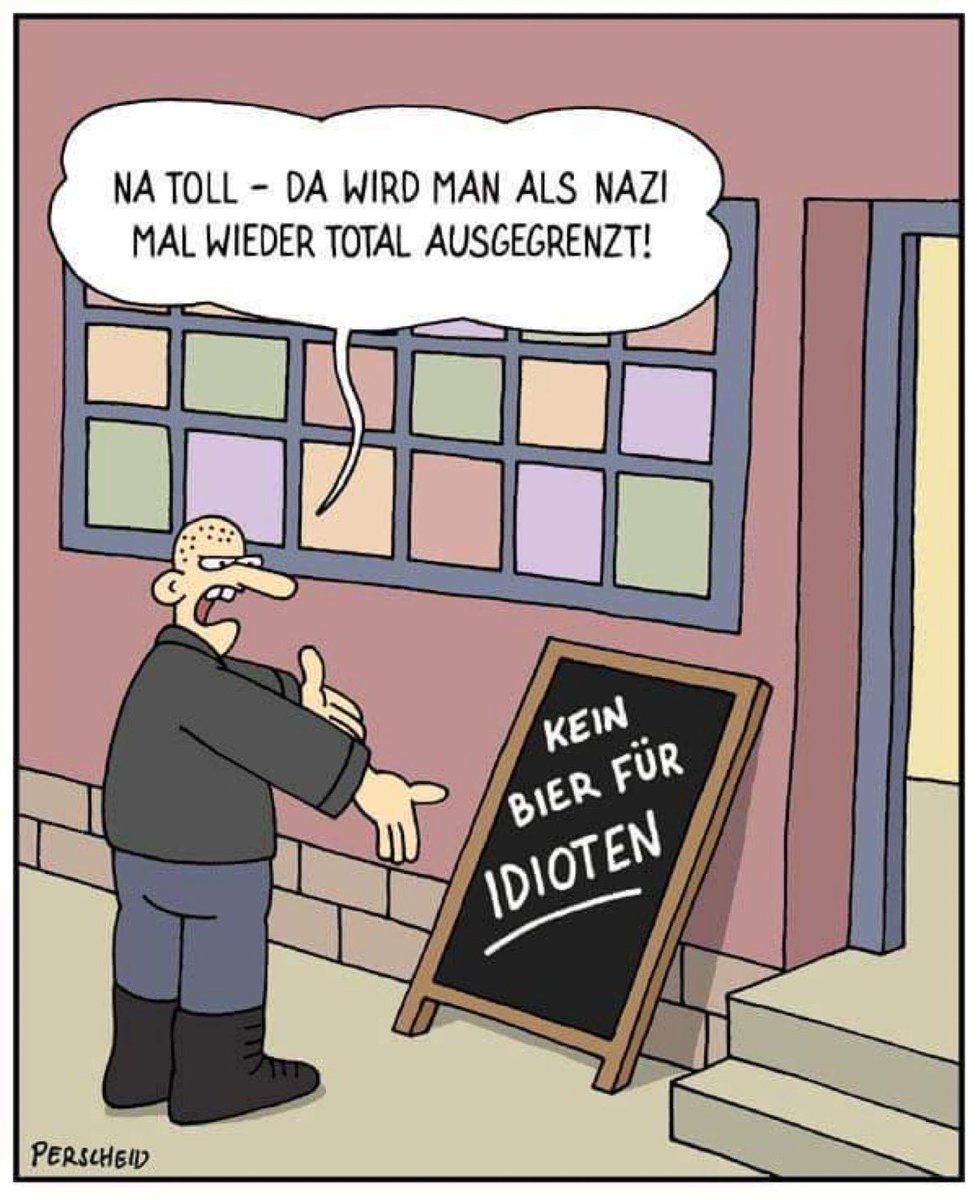 NA TOLL – DA WIRD MAN ALS NAZI
MAL WIEDER TOTAL AUSGEGRENZT!
KEIN
BIER FÜR
IDIOTEN
PERSCHEID